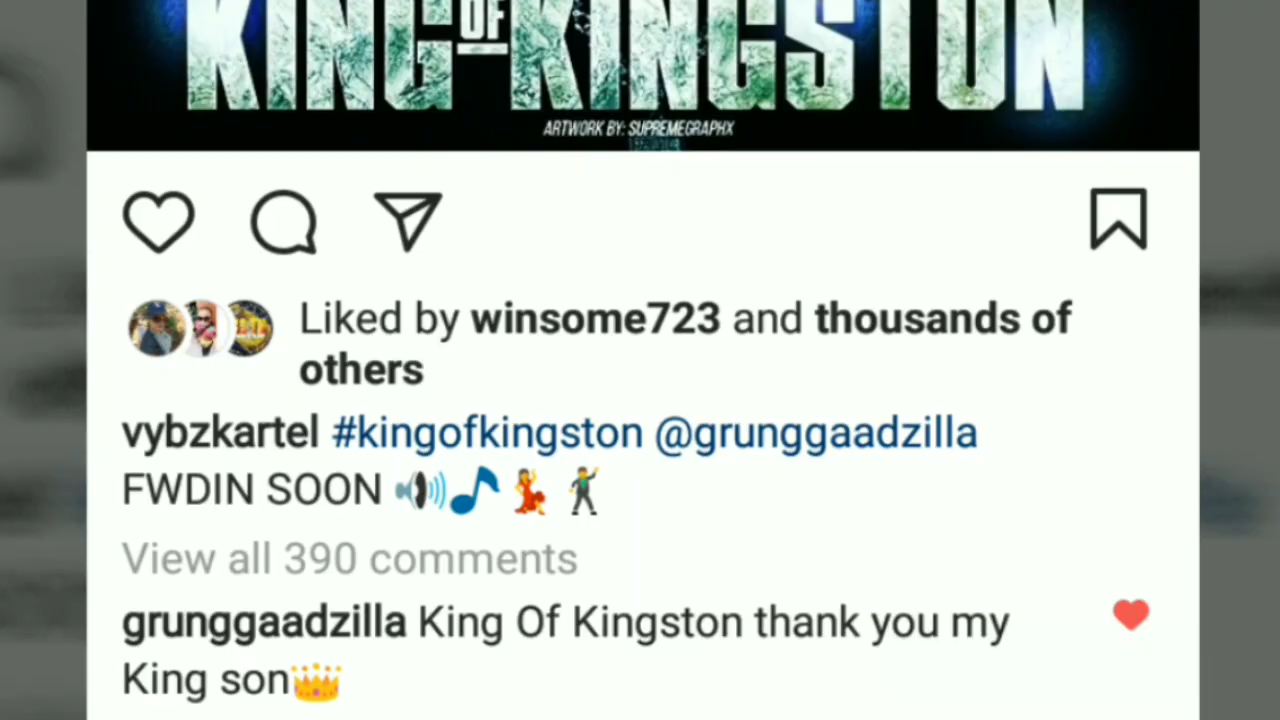 KING OF KINGSTON
ARTWORK BY: SUPREMEGRAPHX
Liked by winsome723 and thousands of
others
vybzkartel #kingofkingston @grunggaadzilla
FWDIN SOON 🔊🎵💃🕺
View all 390 comments
grunggaadzilla King Of Kingston thank you my
King son👑